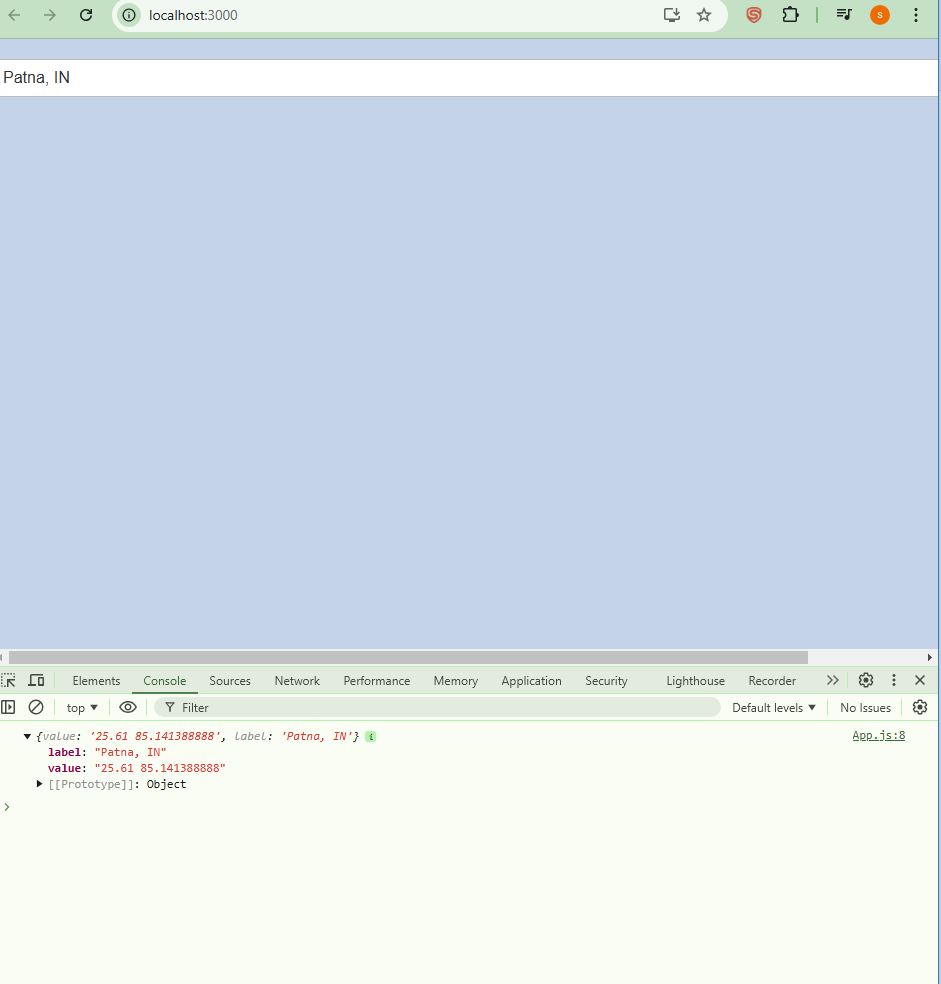 localhost:3000
S
Patna, IN
Elements Console Sources Network Performance Memory Application Security Lighthouse Recorder
top Filter Default levels No Issues
{value: '25.61 85.141388888', label: 'Patna, IN'} i App.js:8
label: "Patna, IN"
value: "25.61 85.141388888"
[[Prototype]]: Object